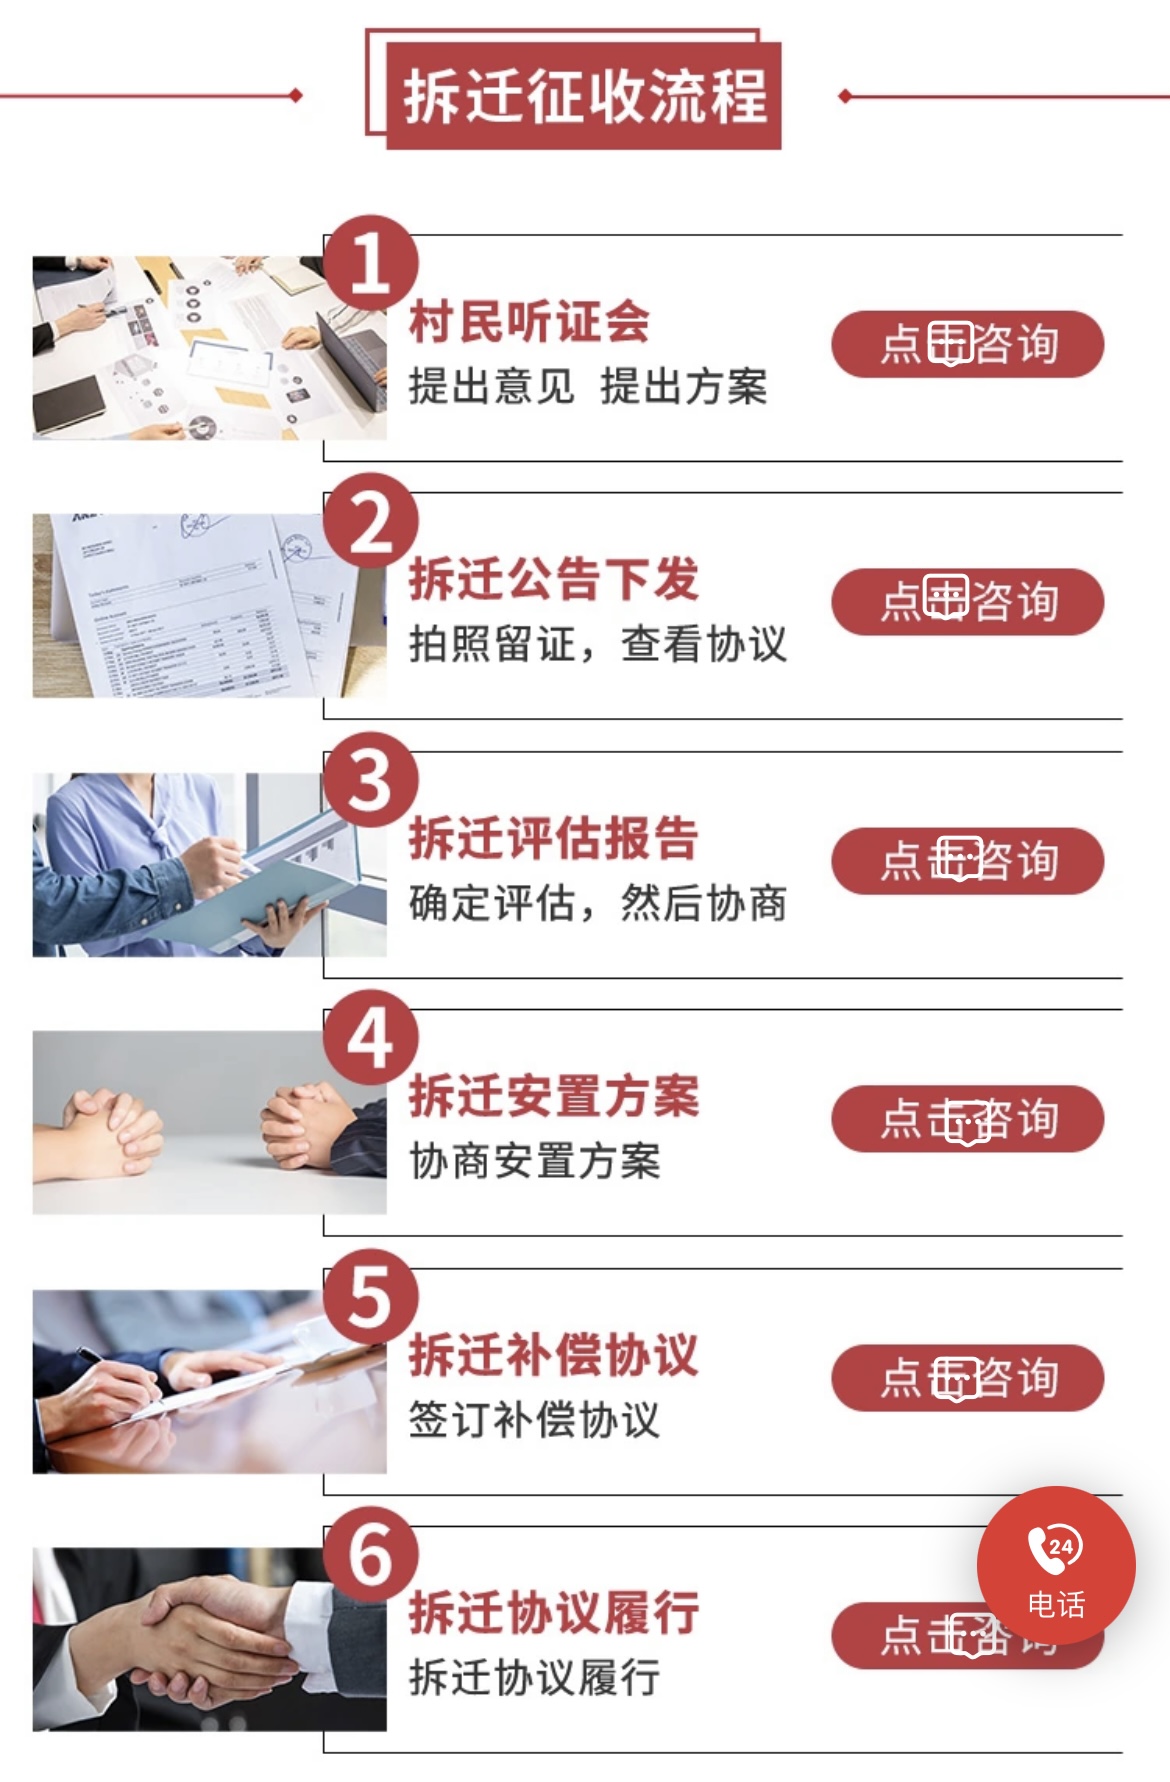 拆迁征收流程
1
村民听证会
提出意见 提出方案
点击咨询
2
拆迁公告下发
拍照留证，查看协议
点击咨询
3
拆迁评估报告
确定评估，然后协商
点击咨询
4
拆迁安置方案
协商安置方案
点击咨询
5
拆迁补偿协议
签订补偿协议
点击咨询
6
拆迁协议履行
拆迁协议履行
点击咨询
24
电话